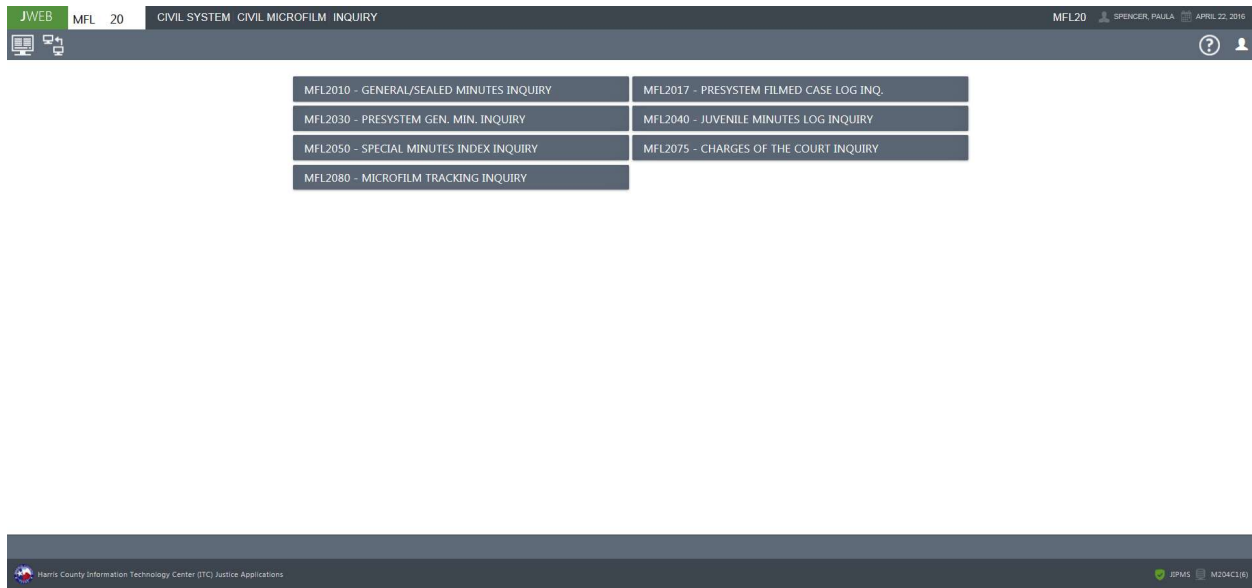 JWEB MFL 20 CIVIL SYSTEM CIVIL MICROFILM INQUIRY MFL20 SPENCER, PAULA APRIL 22, 2016
MFL2010 - GENERAL/SEALED MINUTES INQUIRY MFL2017 - PRESYSTEM FILMED CASE LOG INQ.
MFL2030 - PRESYSTEM GEN. MIN. INQUIRY MFL2040 - JUVENILE MINUTES LOG INQUIRY
MFL2050 - SPECIAL MINUTES INDEX INQUIRY MFL2075 - CHARGES OF THE COURT INQUIRY
MFL2080 - MICROFILM TRACKING INQUIRY
Harris County Information Technology Center (ITC) Justice Applications JIPMS M204C1(6)